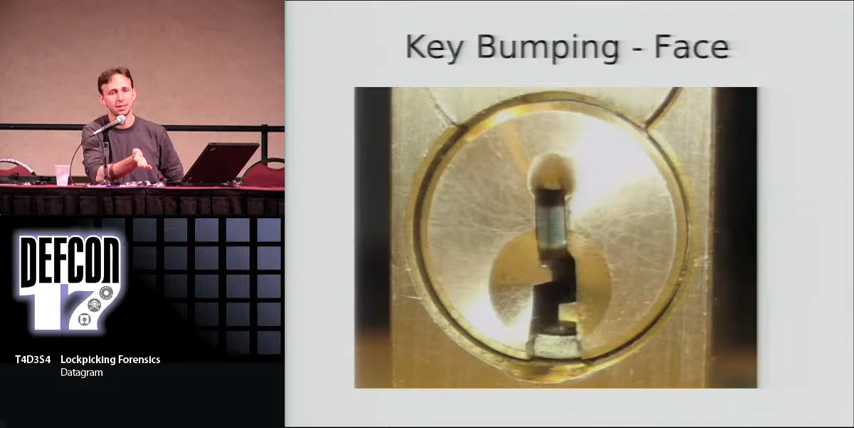 Key Bumping - Face
DEFCON
17
T4D3S4 Lockpicking Forensics
Datagram